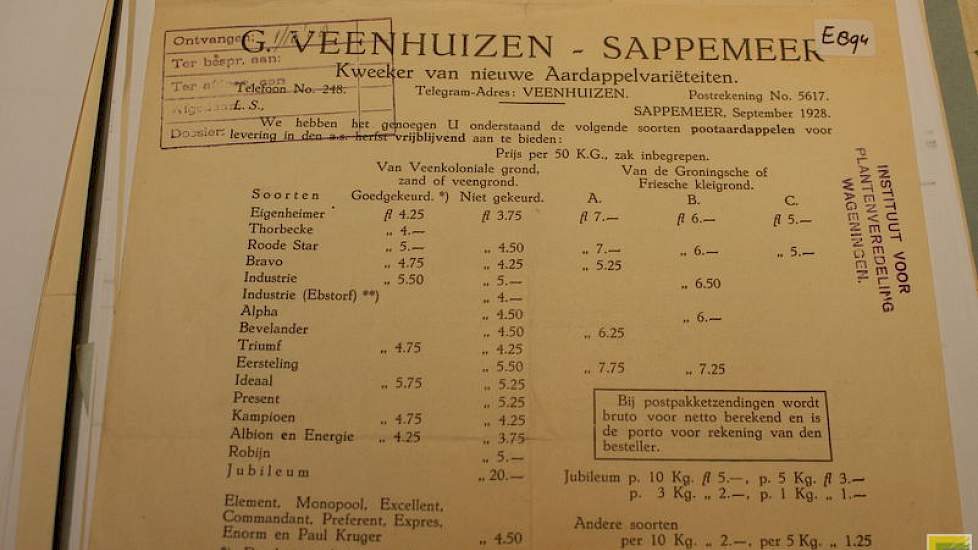 G. VEENHUIZEN - SAPPEMEER
E894
Ontvangen:
Ter bespr. aan:
Ter
Dossier:
Kweeker van nieuwe Aardappelvariëteiten.
Telefoon No. 248. Telegram-Adres: VEENHUIZEN. Postrekening No. 5617.
SAPPEMEER, September 1928.
L. S.,
We hebben het genoegen U onderstaand de volgende soorten pootaardappelen voor
levering in den a.s. herfst vrijblijvend aan te bieden:
Prijs per 50 K.G., zak inbegrepen.
Van Veenkoloniale grond, Van de Groningsche of
zand of veengrond. Friesche kleigrond.
Soorten Goedgekeurd. *) Niet gekeurd. A. B. C.
Eigenheimer fl 4.25 fl 3.75 fl 7.— fl 6.— fl 5.—
Thorbecke „ 4.—
Roode Star „ 5.— „ 4.50 „ 7.— „ 6.— „ 5.—
Bravo „ 4.75 „ 4.25 „ 5.25
Industrie „ 5.50 „ 5.— „ 6.50
Industrie (Ebstorf) **) „ 4.—
Alpha „ 4.50 „ 6.—
Bevelander „ 4.50 „ 6.25
Triumf „ 4.75 „ 4.25
Eersteling „ 5.50 „ 7.75 „ 7.25
Ideaal „ 5.75 „ 5.25
Present „ 5.25
Kampioen „ 4.75 „ 4.25
Albion en Energie „ 4.25 „ 3.75
Robijn „ 5.—
Jubileum „ 20.—
Element, Monopool, Excellent,
Commandant, Preferent, Expres,
Enorm en Paul Kruger „ 4.50
Bij postpakketzendingen wordt
bruto voor netto berekend en is
de porto voor rekening van den
besteller.
Jubileum p. 10 Kg. fl 5.—, p. 5 Kg. fl 3.—
p. 3 Kg. „ 2.—, p. 1 Kg. „ 1.—
Andere soorten
per 10 Kg. „ 2.—, per 5 Kg. „ 1.25
INSTITUUT VOOR
PLANTENVEREDELING
WAGENINGEN.